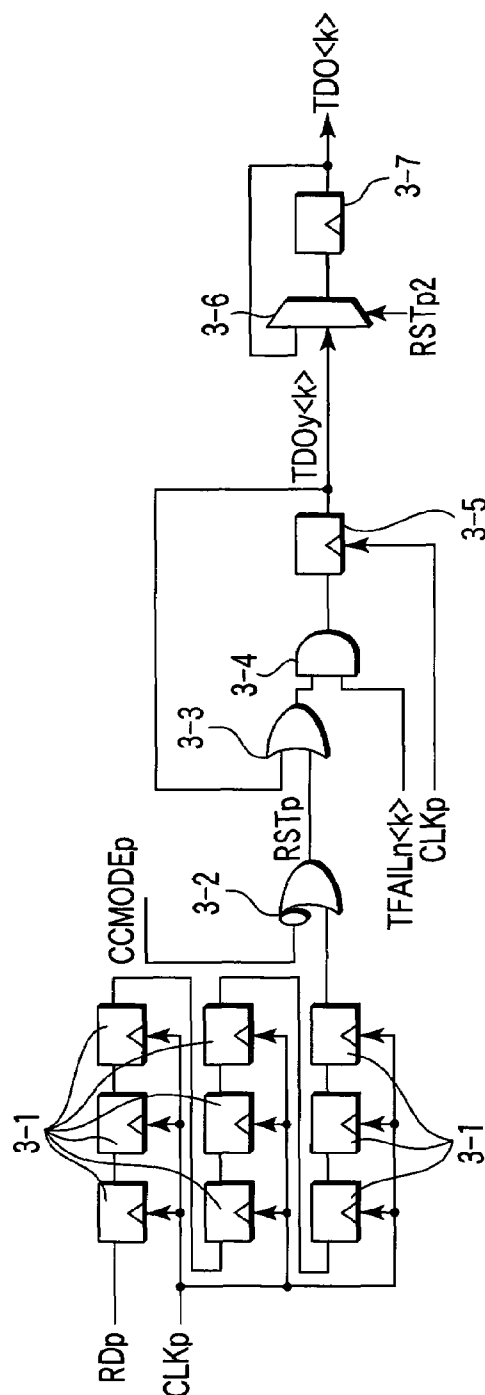 RDp
CLKp
3-1
3-1
CCMODEp
3-2
RSTp
3-3
3-4
TFAILn<k>
CLKp
3-5
TDOy<k>
3-6
RSTp2
3-7
TDO<k>